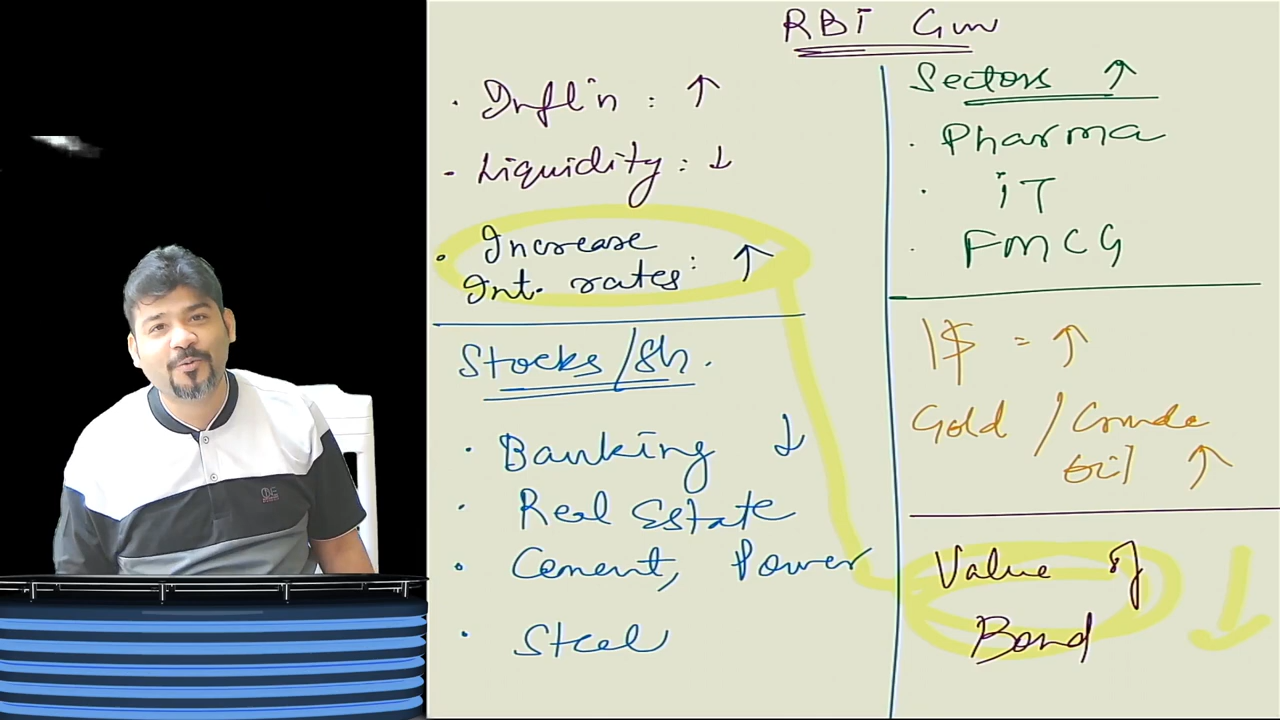 RBI Guv
· Infl'n : ↑
- Liquidity : ↓
· Increase
Int. rates : ↑
Stocks/Sh.
· Banking ↓
· Real Estate
· Cement, Power
· Steel
Sectors ↑
· Pharma
· iT
· FMCG
1$ = ↑
Gold / Crude
Oil ↑
Value of ↓
Bond